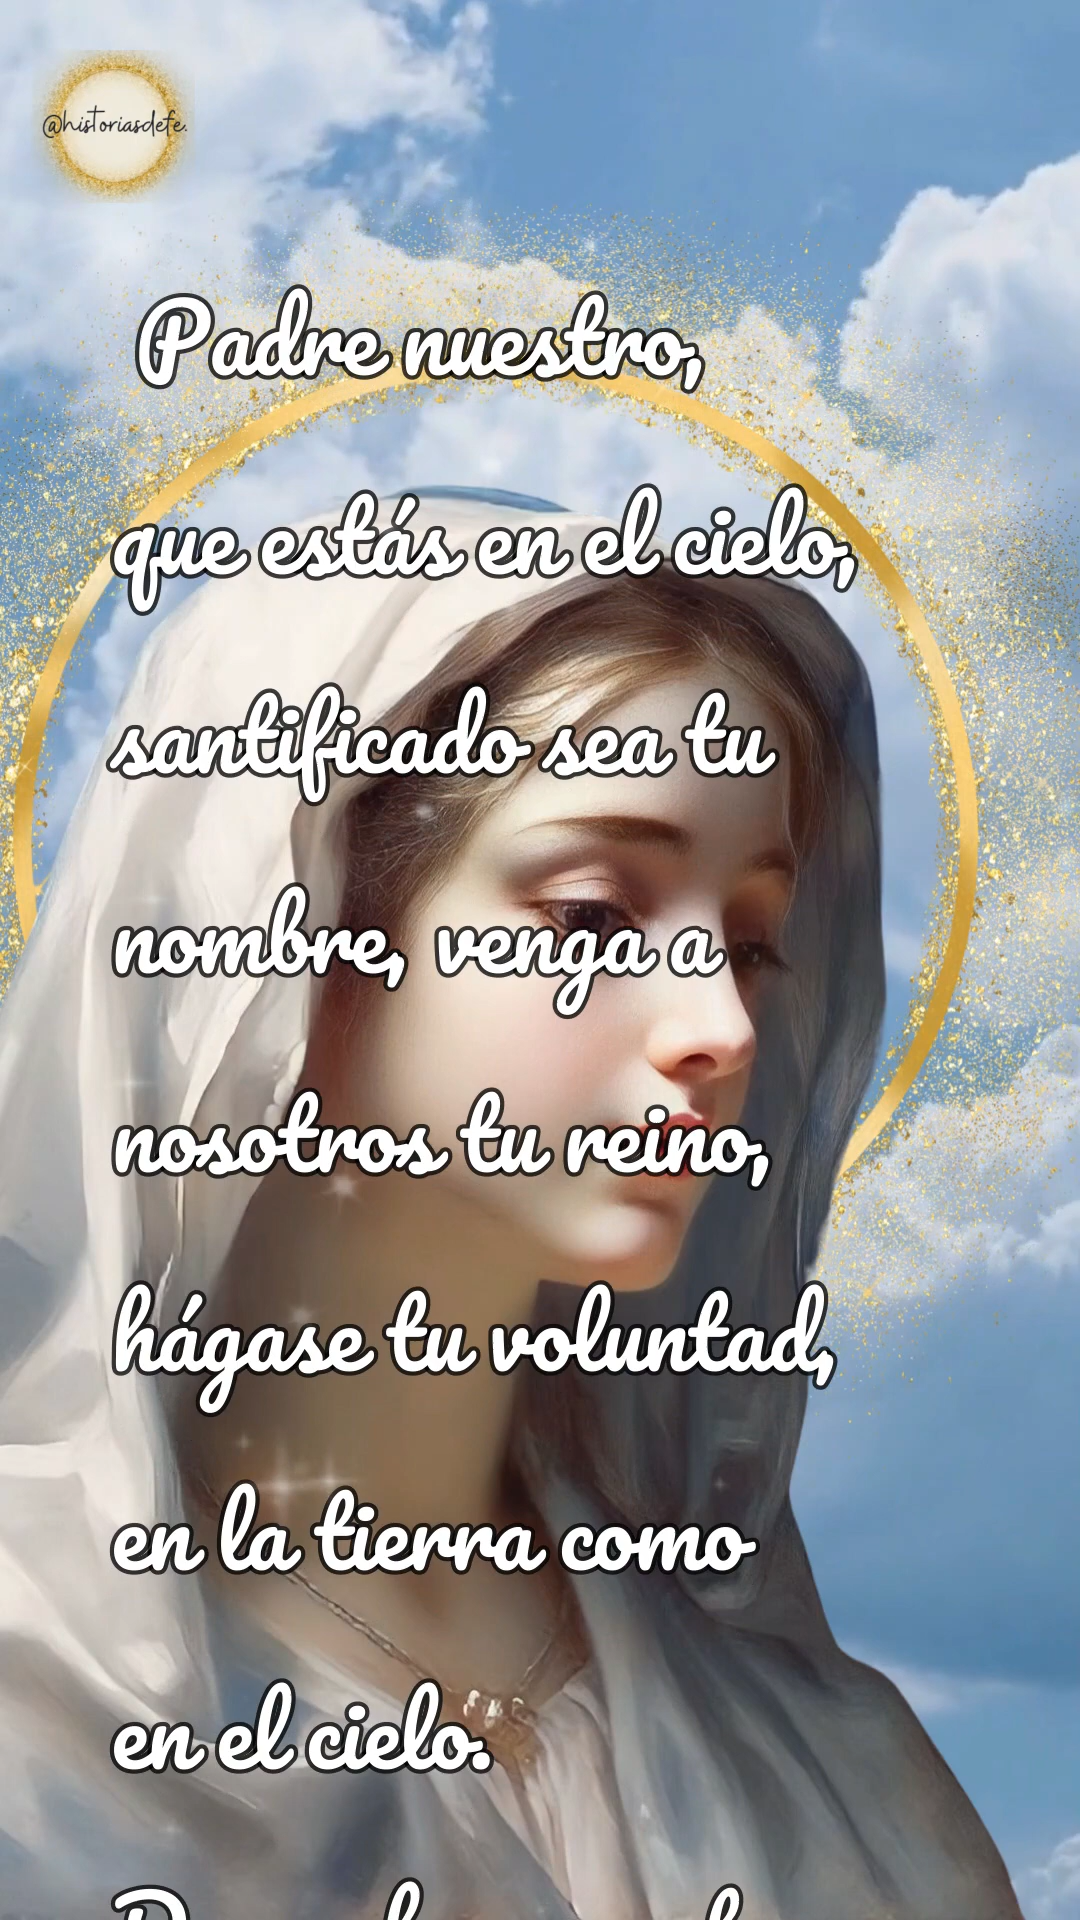 @historiasdefe.
Padre nuestro,
que estás en el cielo,
santificado sea tu
nombre, venga a
nosotros tu reino,
hágase tu voluntad,
en la tierra como
en el cielo.